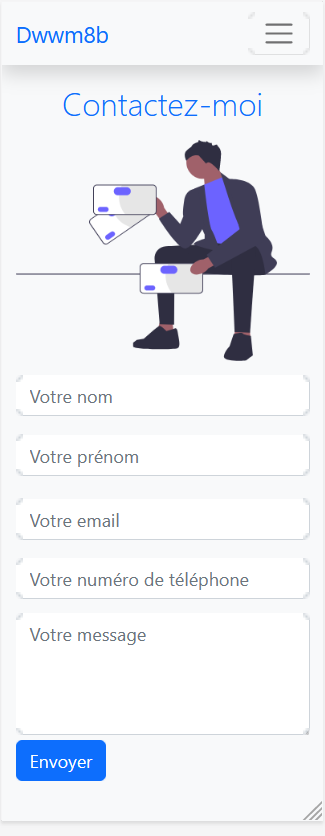 Dwwm8b
Contactez-moi
Votre nom
Votre prénom
Votre email
Votre numéro de téléphone
Votre message
Envoyer